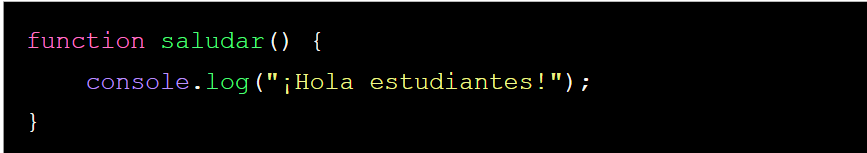 function saludar() {
    console.log("¡Hola estudiantes!");
}